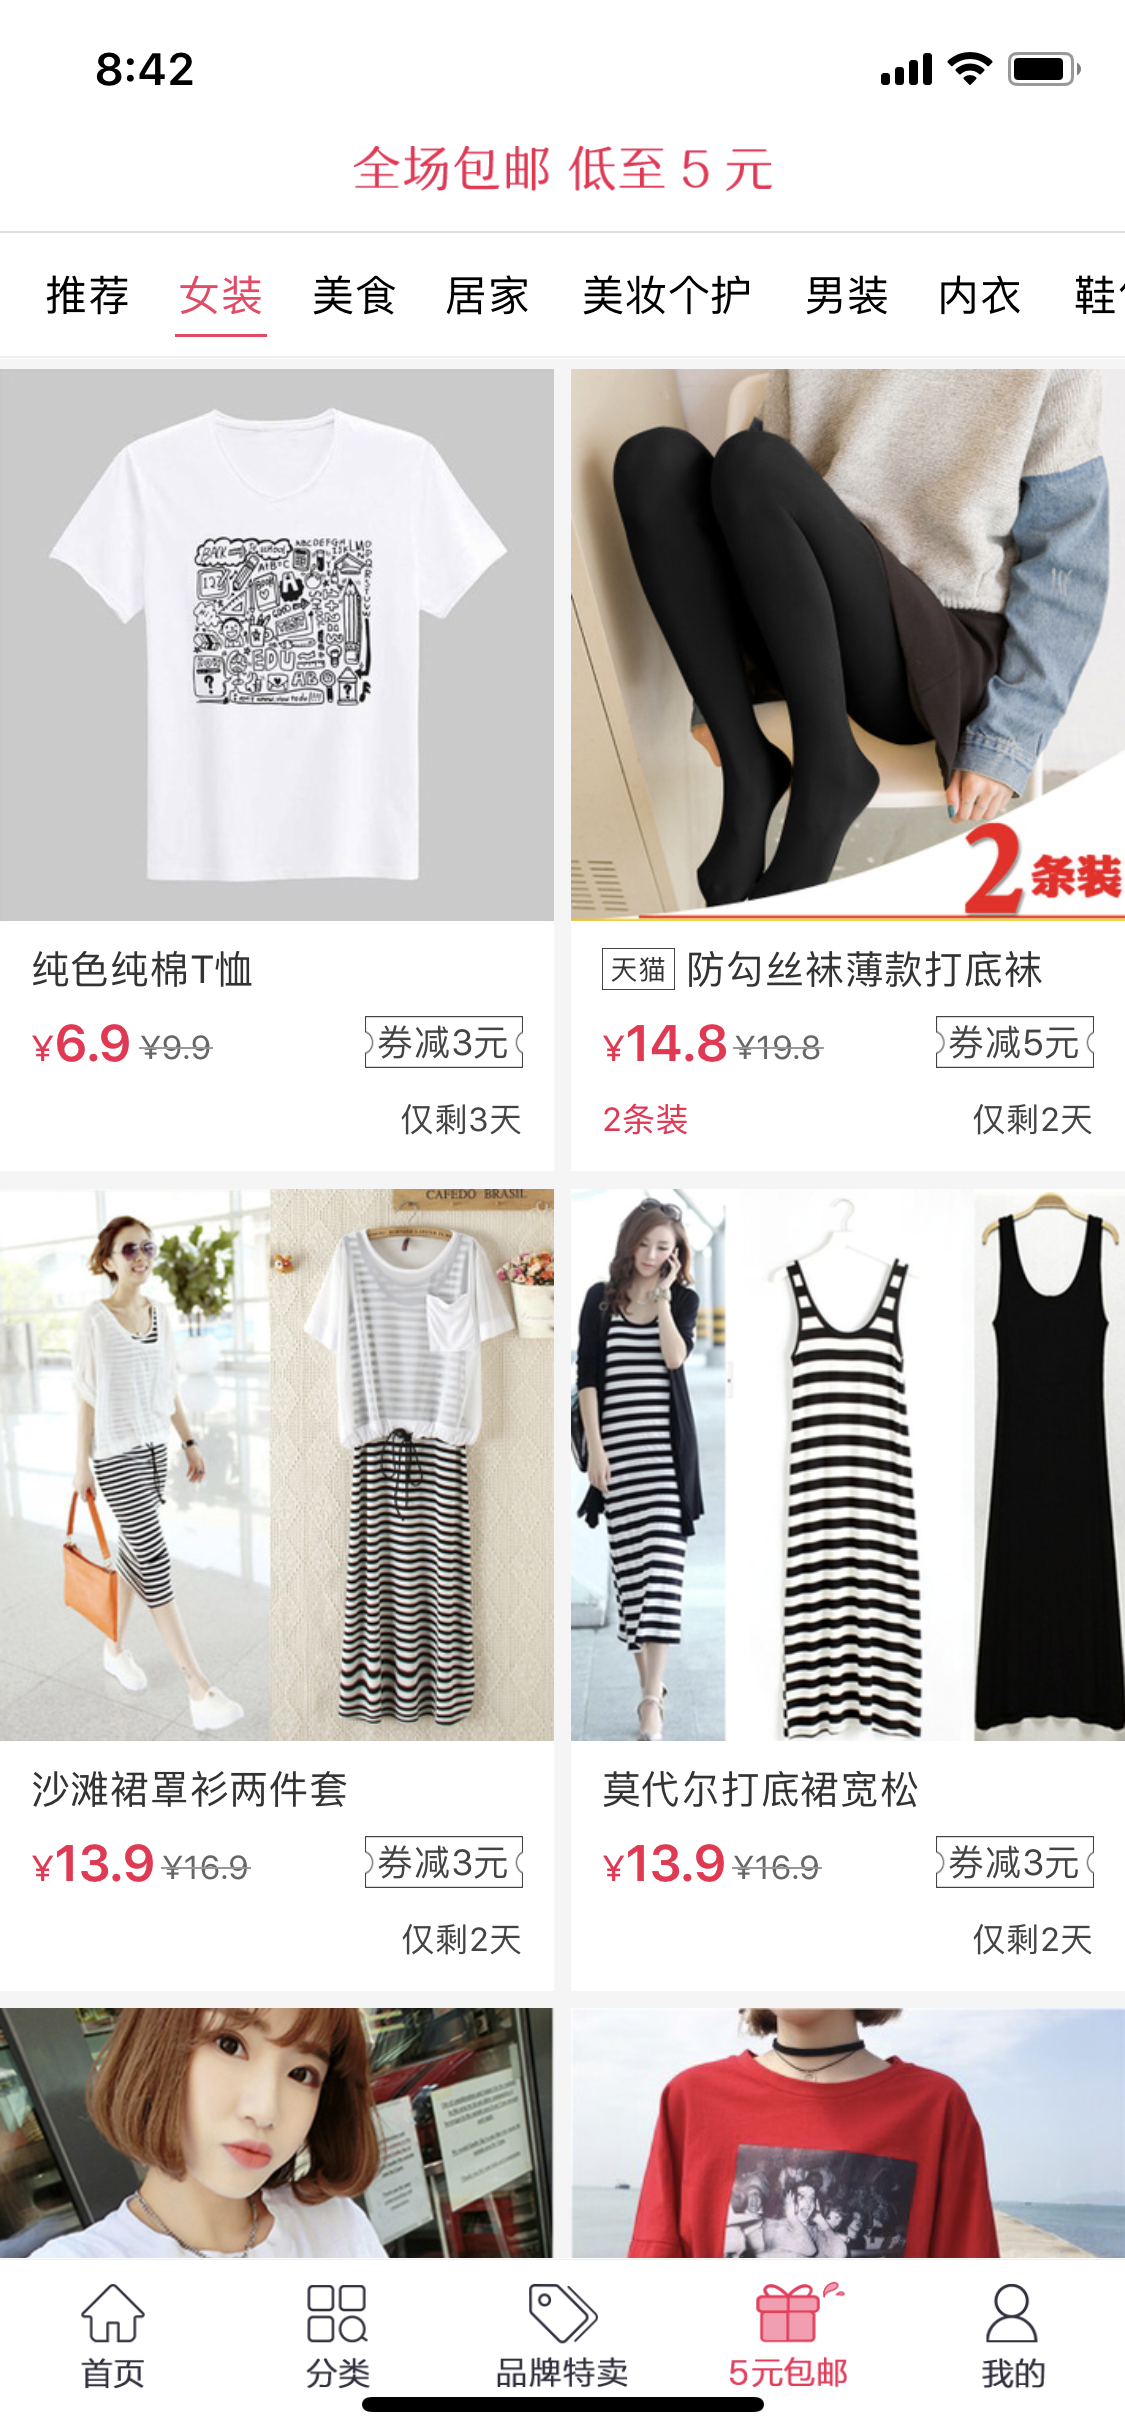 8:42
全场包邮 低至 5 元
推荐 女装 美食 居家 美妆个护 男装 内衣 鞋
BACK TO SCHOOL
ABCDEFGH
A+B=C
EDU
2条装
纯色纯棉T恤
¥6.9 ¥9.9 券减3元
仅剩3天
天猫 防勾丝袜薄款打底袜
¥14.8 ¥19.8 券减5元
2条装 仅剩2天
CAFEDO BRASIL
沙滩裙罩衫两件套
¥13.9 ¥16.9 券减3元
仅剩2天
莫代尔打底裙宽松
¥13.9 ¥16.9 券减3元
仅剩2天
首页 分类 品牌特卖 5元包邮 我的